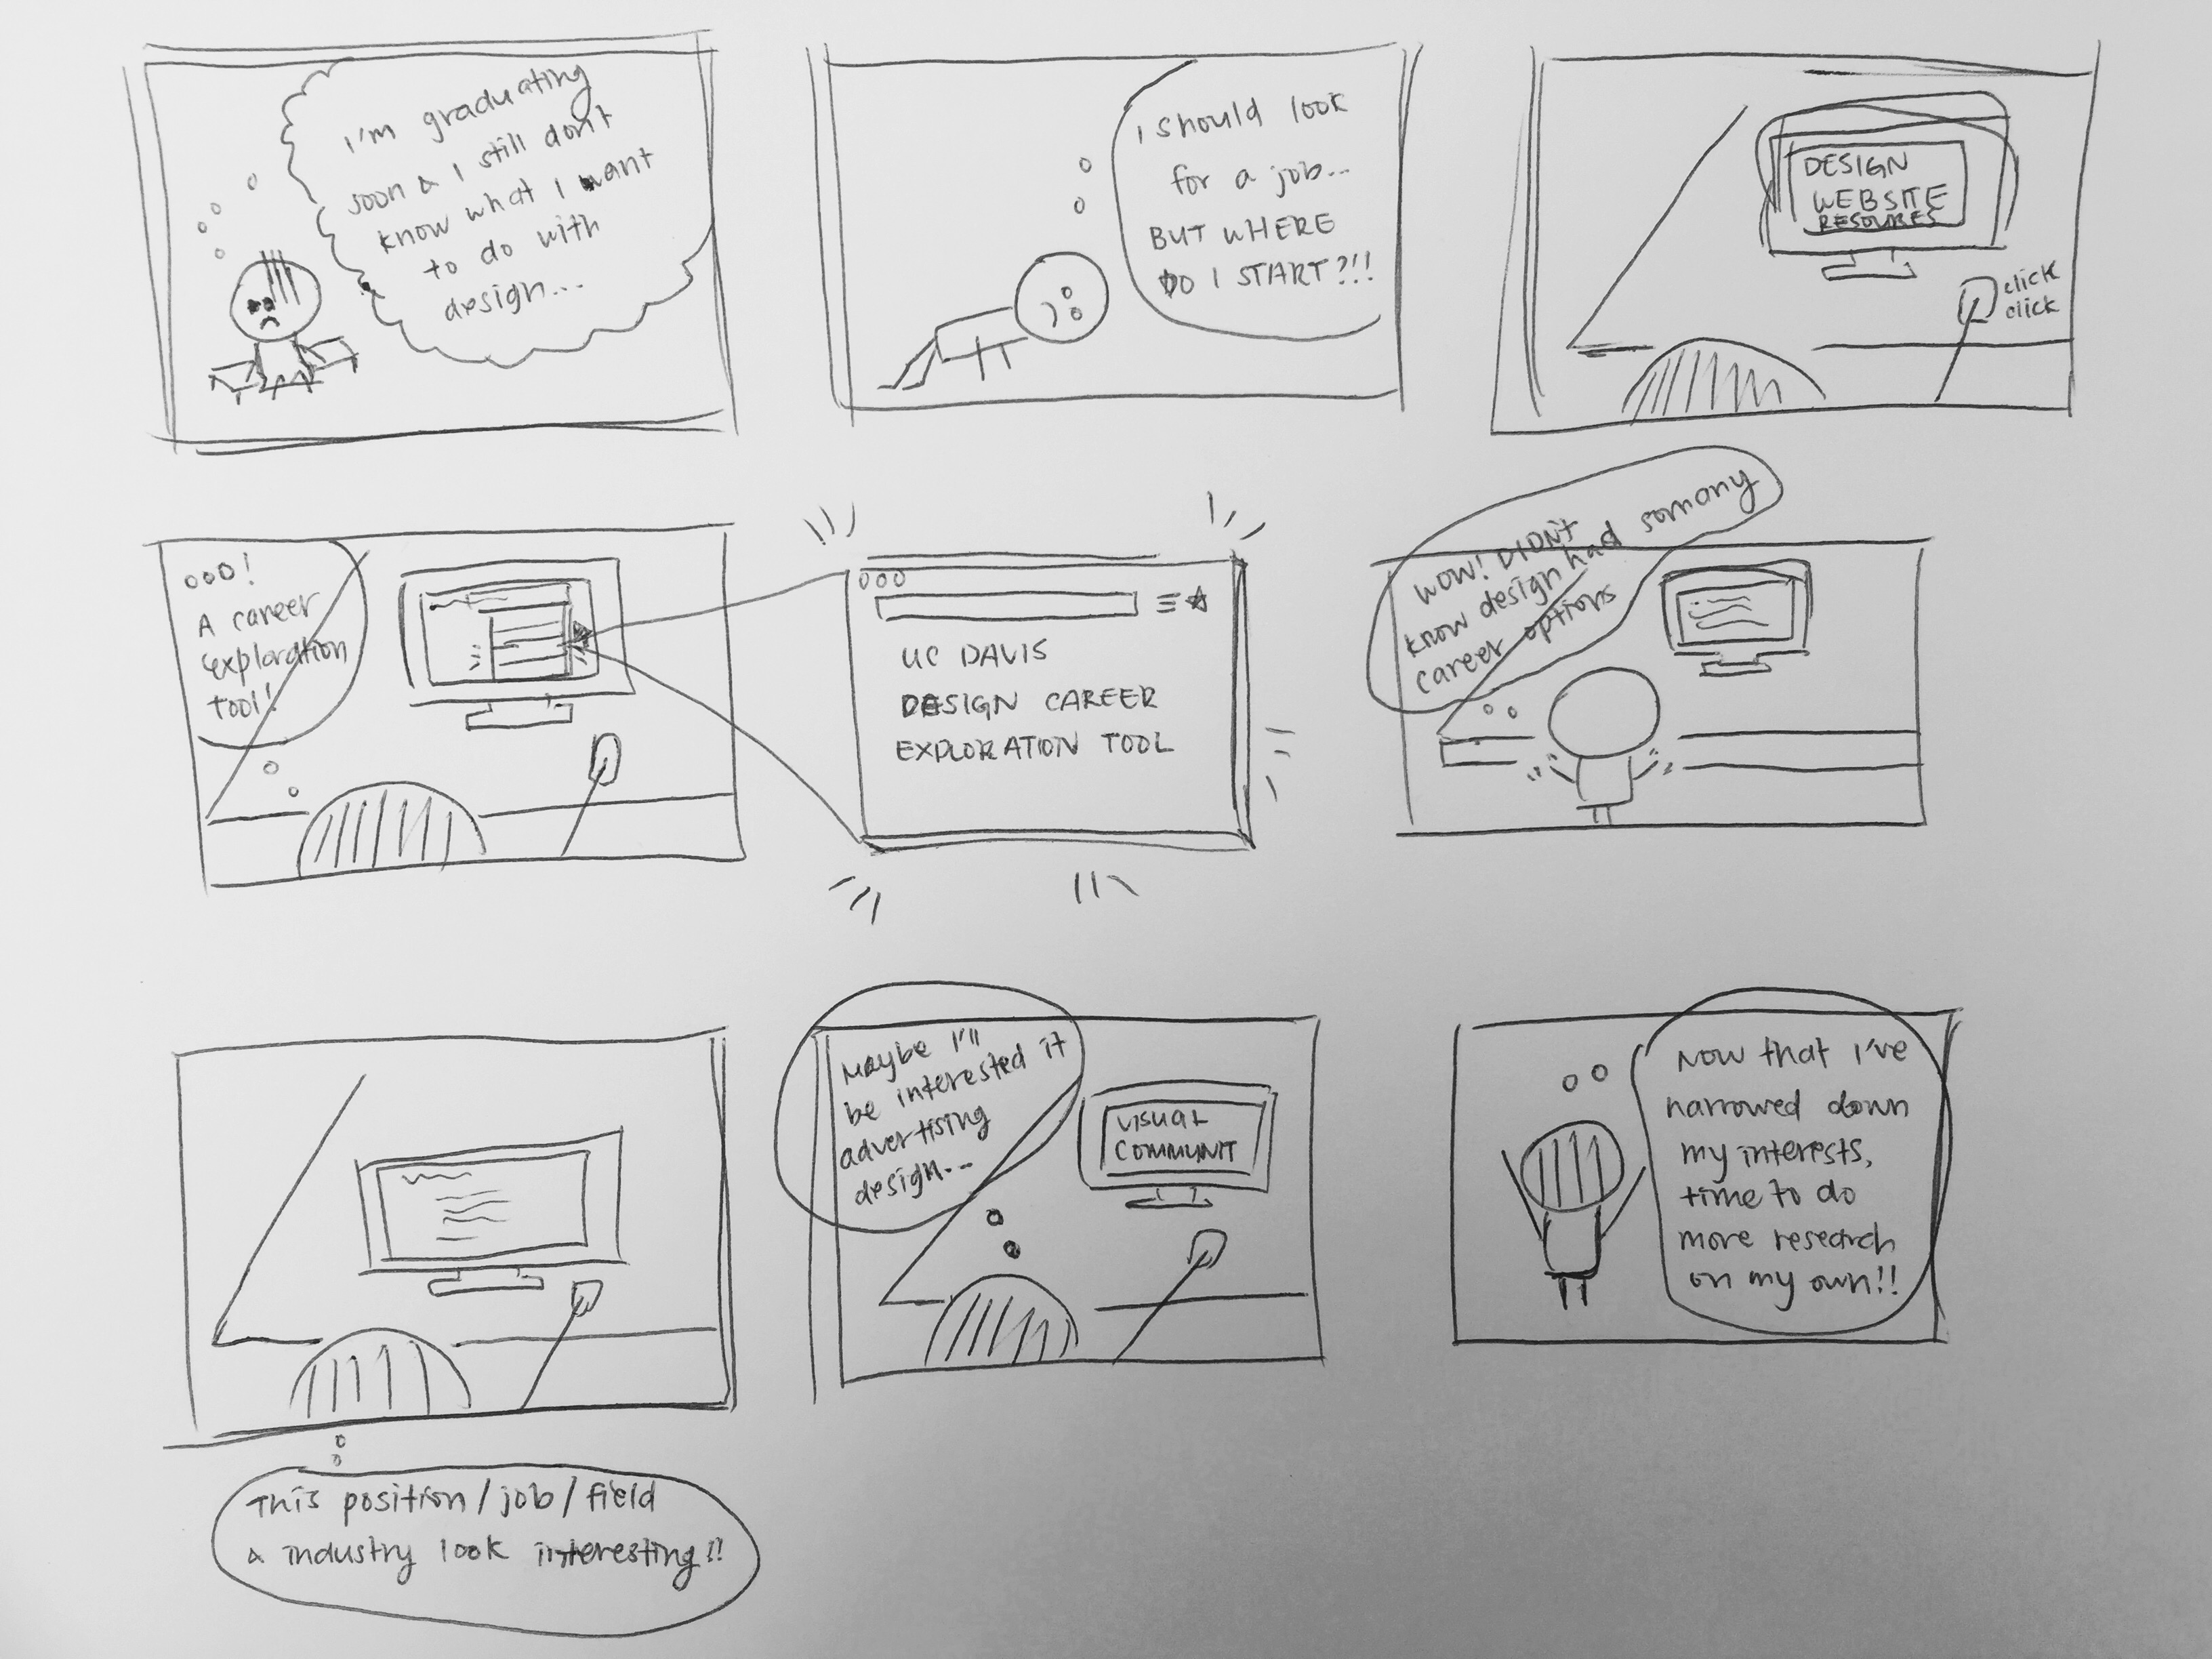 I'm graduating
soon & I still don't
know what I want
to do with
design...
I should look
for a job...
BUT WHERE
DO I START?!!
DESIGN
WEBSITE
RESOURCES
click
click
OOO!
A career
exploration
tool!
UC DAVIS
DESIGN CAREER
EXPLORATION TOOL
WOW! DIDN't
know design had somany
career options
This position/job/field
& industry look interesting!!
Maybe I'll
be interested it
advertising
design...
VISUAL
COMMUNIT
NOW that I've
narrowed down
my interests,
time to do
more research
on my own!!